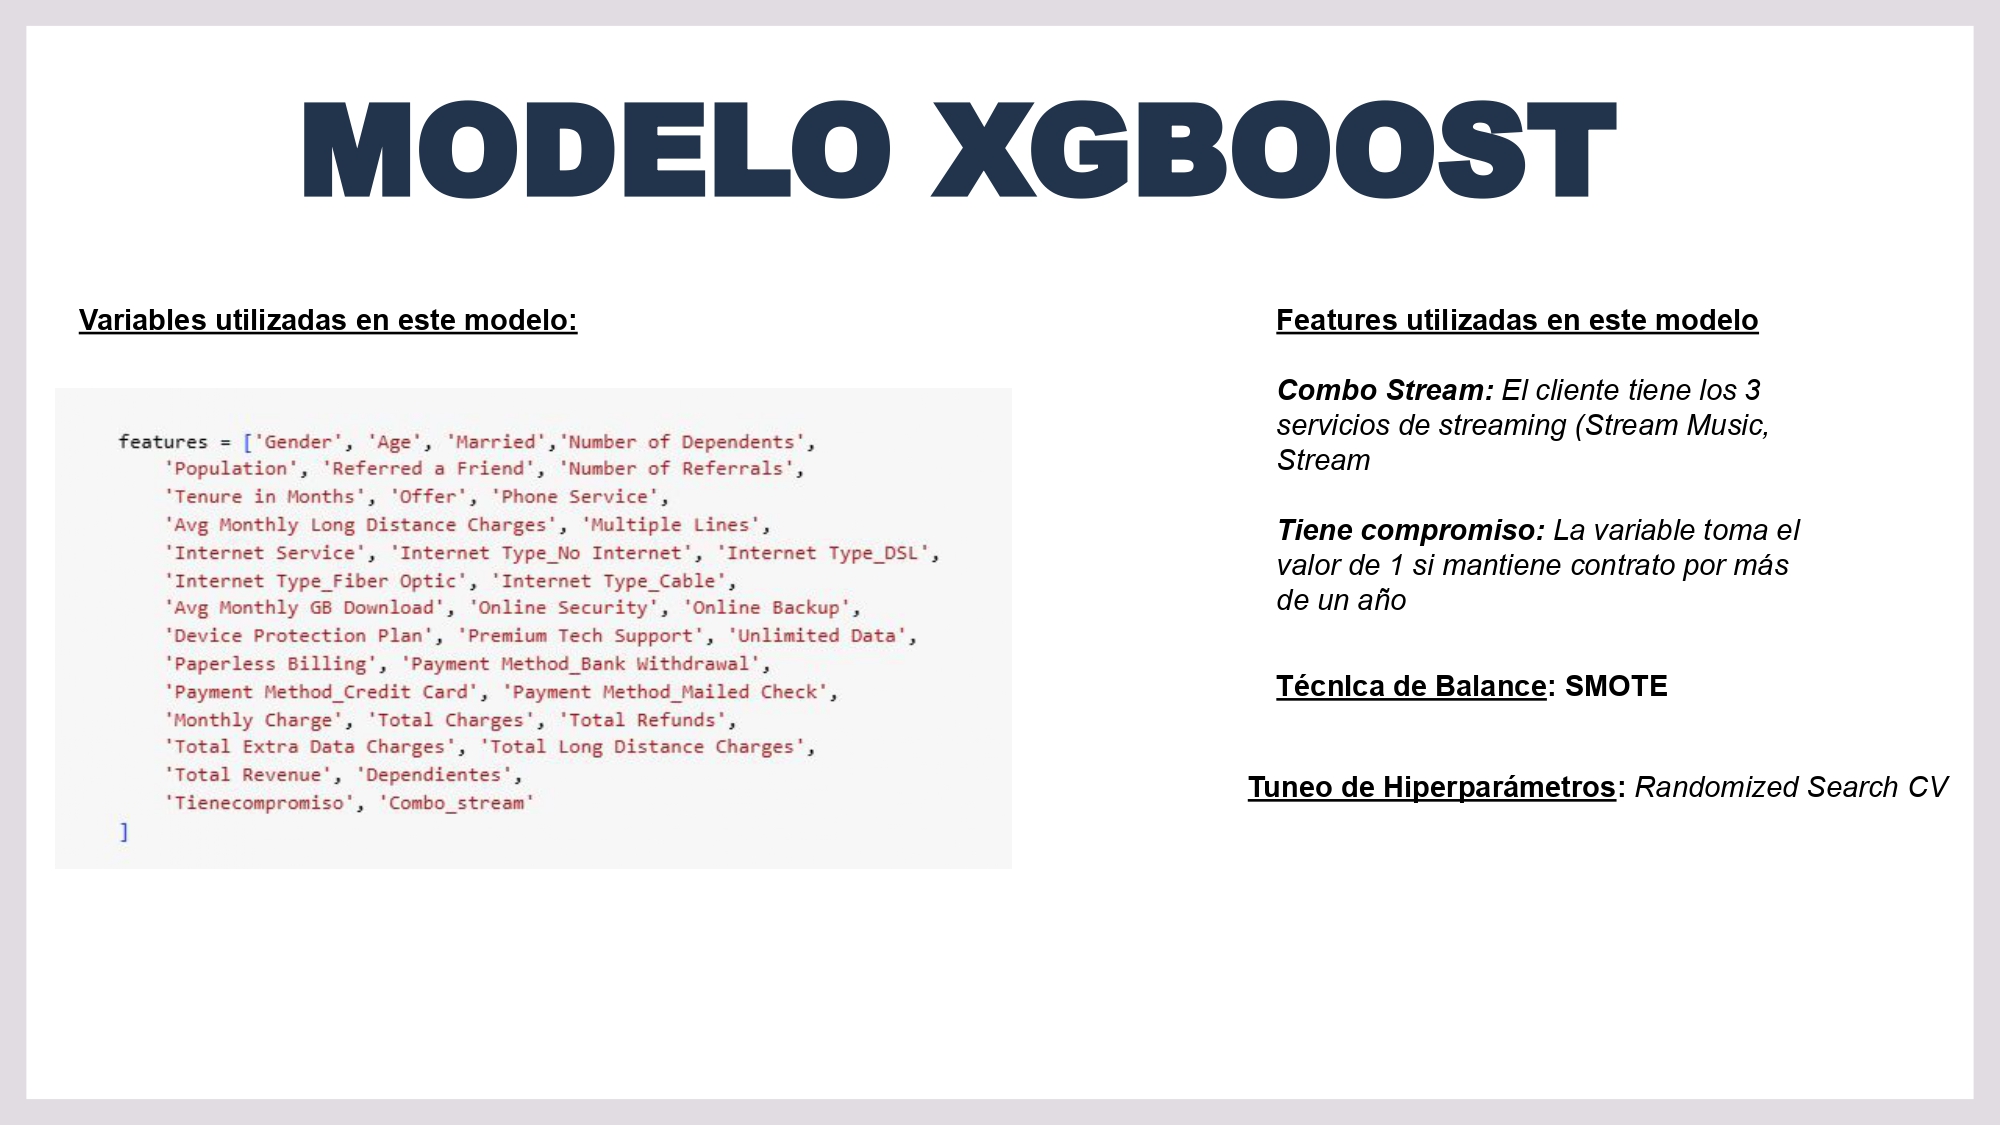 MODELO XGBOOST
Variables utilizadas en este modelo:
features = ['Gender', 'Age', 'Married','Number of Dependents',
'Population', 'Referred a Friend', 'Number of Referrals',
'Tenure in Months', 'Offer', 'Phone Service',
'Avg Monthly Long Distance Charges', 'Multiple Lines',
'Internet Service', 'Internet Type_No Internet', 'Internet Type_DSL',
'Internet Type_Fiber Optic', 'Internet Type_Cable',
'Avg Monthly GB Download', 'Online Security', 'Online Backup',
'Device Protection Plan', 'Premium Tech Support', 'Unlimited Data',
'Paperless Billing', 'Payment Method_Bank Withdrawal',
'Payment Method_Credit Card', 'Payment Method_Mailed Check',
'Monthly Charge', 'Total Charges', 'Total Refunds',
'Total Extra Data Charges', 'Total Long Distance Charges',
'Total Revenue', 'Dependientes',
'Tienecompromiso', 'Combo_stream'
]
Features utilizadas en este modelo
Combo Stream: El cliente tiene los 3
servicios de streaming (Stream Music,
Stream
Tiene compromiso: La variable toma el
valor de 1 si mantiene contrato por más
de un año
TécnIca de Balance: SMOTE
Tuneo de Hiperparámetros: Randomized Search CV